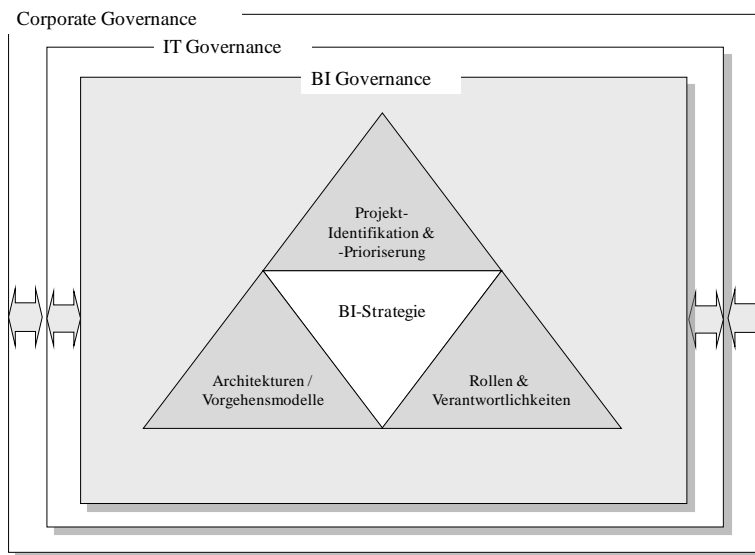 Corporate Governance
IT Governance
BI Governance
Projekt-
Identifikation &
-Prioriserung
BI-Strategie
Architekturen /
Vorgehensmodelle
Rollen &
Verantwortlichkeiten